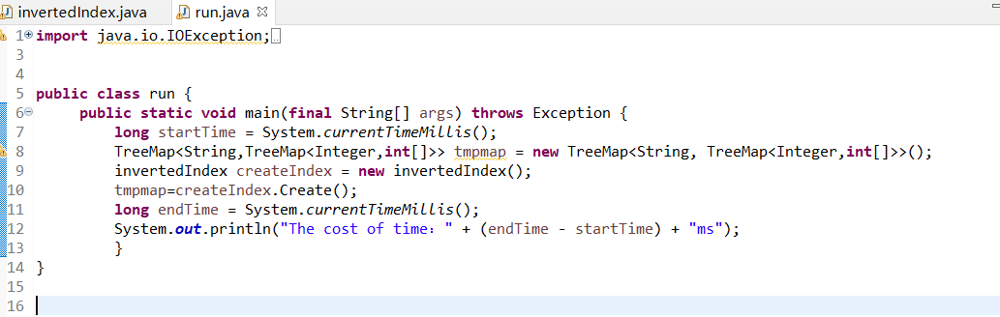 invertedIndex.java run.java
1 import java.io.IOException;
3
4
5 public class run {
6 public static void main(final String[] args) throws Exception {
7 long startTime = System.currentTimeMillis();
8 TreeMap<String,TreeMap<Integer,int[]>> tmpmap = new TreeMap<String, TreeMap<Integer,int[]>>();
9 invertedIndex createIndex = new invertedIndex();
10 tmpmap=createIndex.Create();
11 long endTime = System.currentTimeMillis();
12 System.out.println("The cost of time：" + (endTime - startTime) + "ms");
13 }
14 }
15
16